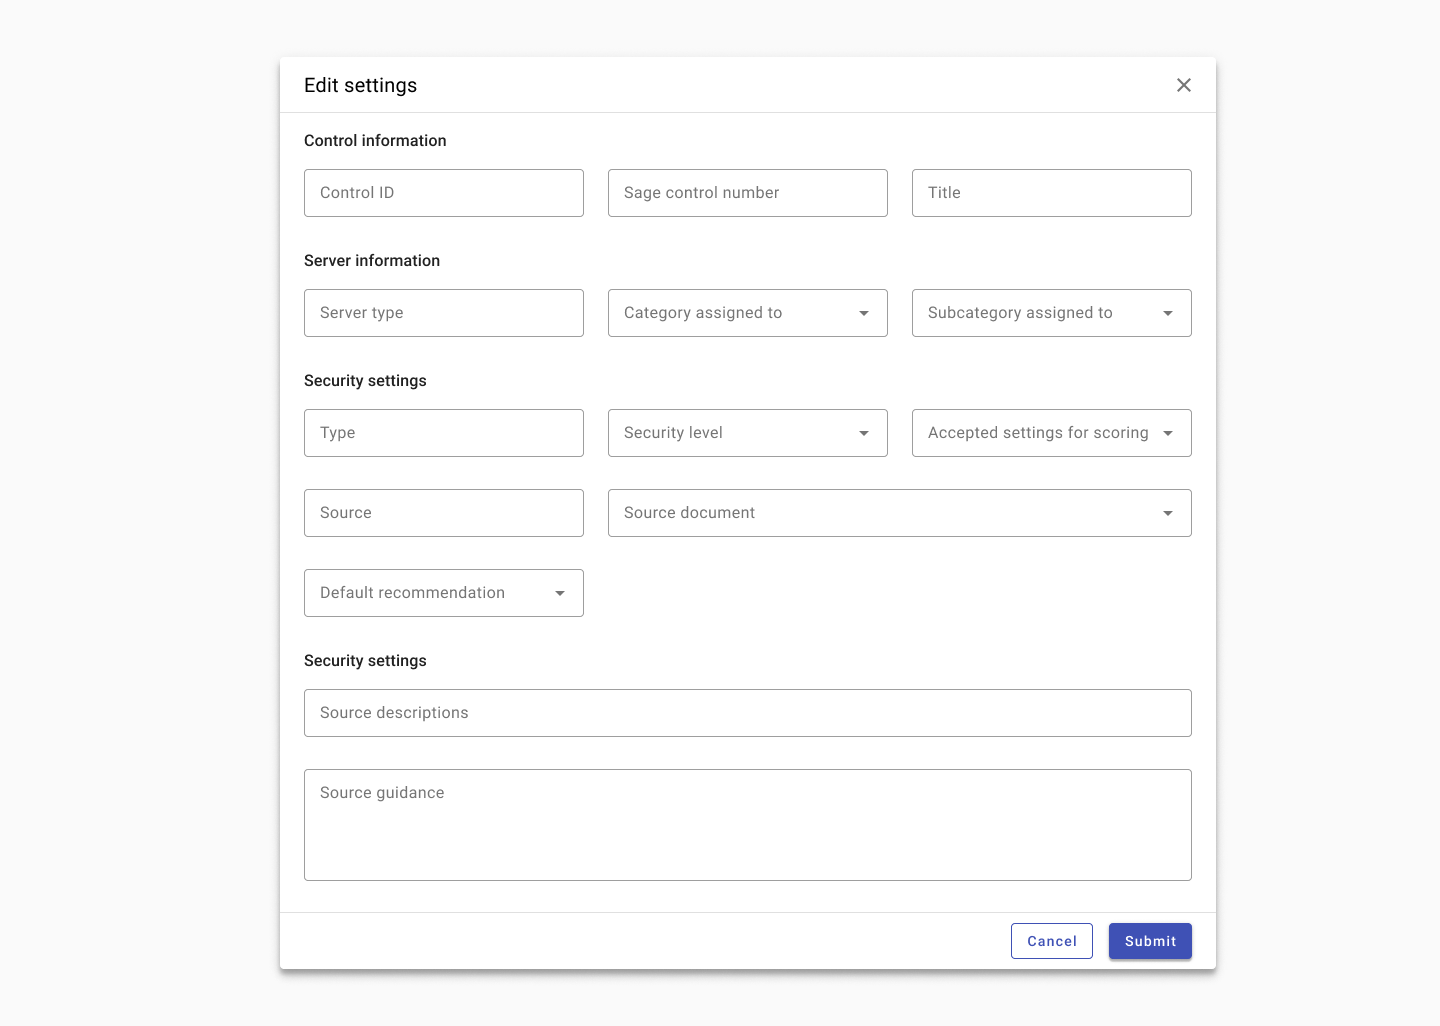 Edit settings
Control information
Control ID
Sage control number
Title
Server information
Server type
Category assigned to
Subcategory assigned to
Security settings
Type
Security level
Accepted settings for scoring
Source
Source document
Default recommendation
Security settings
Source descriptions
Source guidance
Cancel
Submit